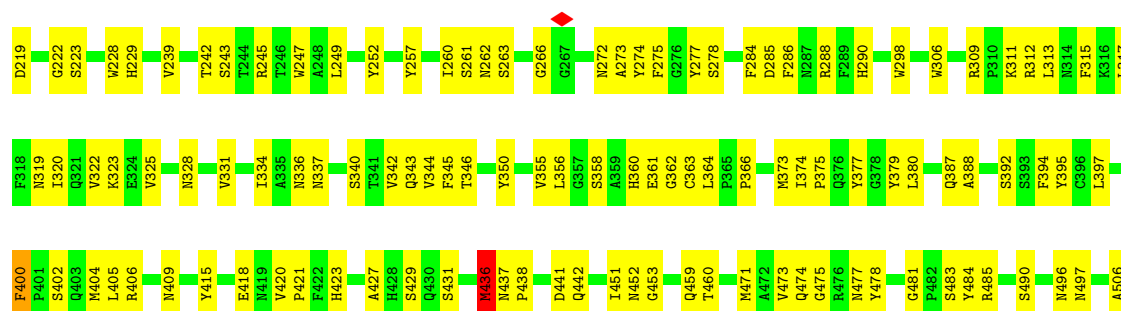 D219 G222 S223 W228 H229 V239 T242 S243 T244 R245 T246 W247 A248 L249 Y252 Y257 I260 S261 N262 S263 G266 G267 N272 A273 Y274 F275 G276 Y277 S278 F284 D285 F286 N287 R288 F289 H290 W298 W306 R309 P310 K311 R312 L313 N314 F315 K316
F318 N319 I320 Q321 V322 K323 E324 V325 N328 V331 I334 A335 N336 N337 S340 T341 V342 Q343 V344 F345 T346 Y350 V355 L356 G357 S358 A359 H360 E361 G362 C363 L364 P365 P366 M373 I374 P375 Q376 Y377 G378 Y379 L380 Q387 A388 S392 S393 F394 Y395 C396 L397
F400 P401 S402 Q403 M404 L405 R406 N409 Y415 E418 N419 V420 P421 F422 H423 A427 H428 S429 Q430 S431 M436 N437 P438 D441 Q442 I451 N452 G453 Q459 T460 M471 A472 V473 Q474 G475 R476 N477 Y478 G481 P482 S483 Y484 R485 S490 N496 N497 A506